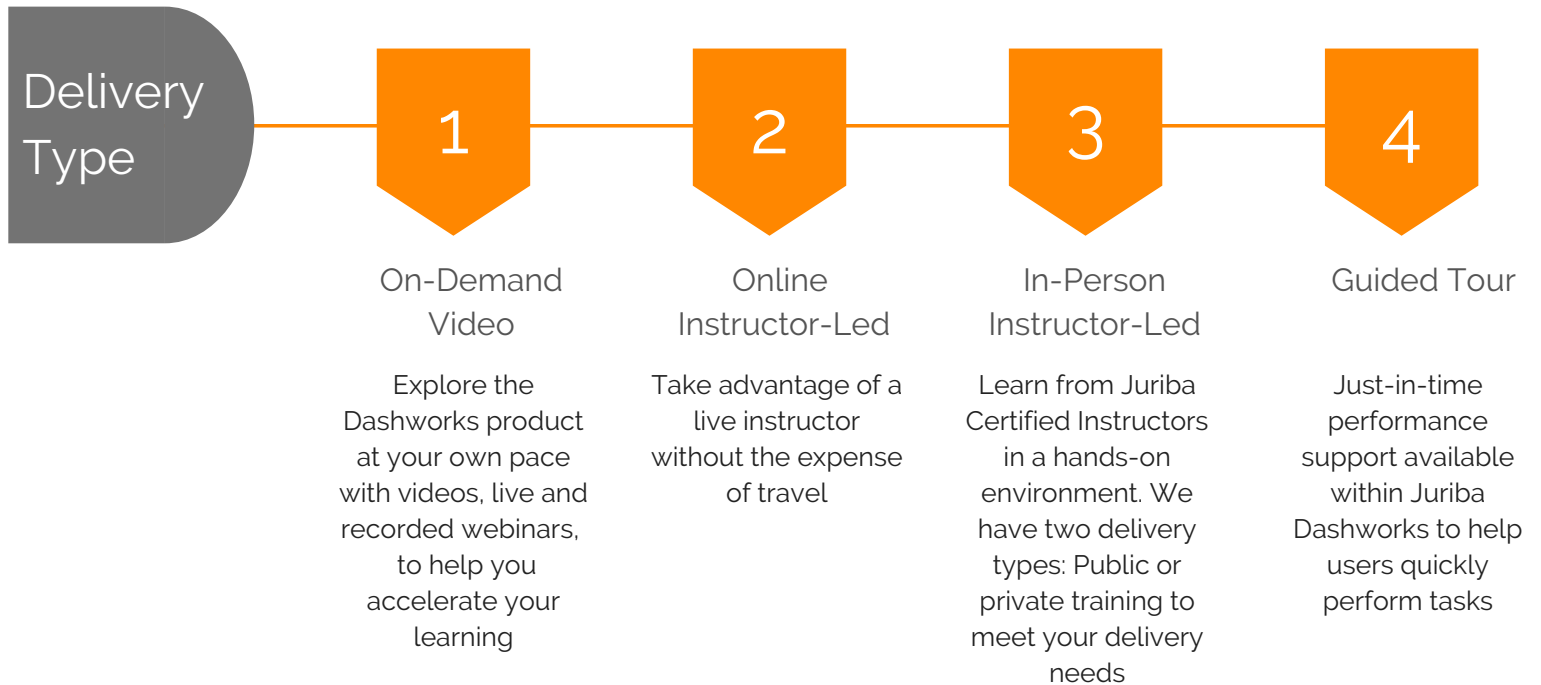 Delivery
Type
1
2
3
4
On-Demand
Video
Explore the
Dashworks product
at your own pace
with videos, live and
recorded webinars,
to help you
accelerate your
learning
Online
Instructor-Led
Take advantage of a
live instructor
without the expense
of travel
In-Person
Instructor-Led
Learn from Juriba
Certified Instructors
in a hands-on
environment. We
have two delivery
types: Public or
private training to
meet your delivery
needs
Guided Tour
Just-in-time
performance
support available
within Juriba
Dashworks to help
users quickly
perform tasks